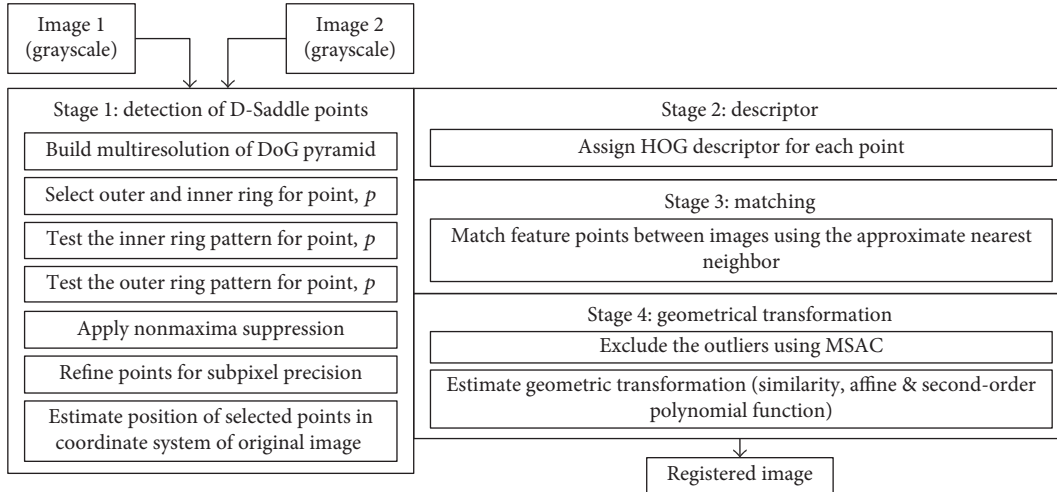 Image 1
(grayscale)
Image 2
(grayscale)
Stage 1: detection of D-Saddle points
Build multiresolution of DoG pyramid
Select outer and inner ring for point, p
Test the inner ring pattern for point, p
Test the outer ring pattern for point, p
Apply nonmaxima suppression
Refine points for subpixel precision
Estimate position of selected points in
coordinate system of original image
Stage 2: descriptor
Assign HOG descriptor for each point
Stage 3: matching
Match feature points between images using the approximate nearest
neighbor
Stage 4: geometrical transformation
Exclude the outliers using MSAC
Estimate geometric transformation (similarity, affine & second-order
polynomial function)
Registered image